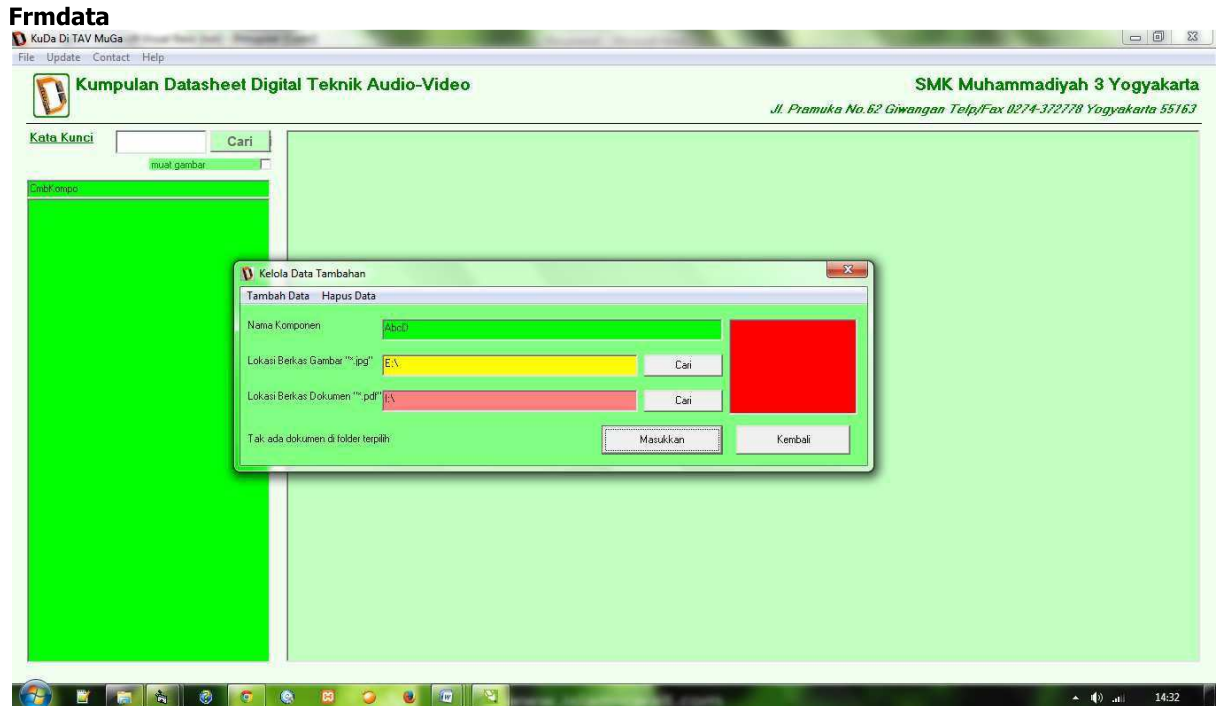 Frmdata
KuDa Di TAV MuGa
File Update Contact Help
Kumpulan Datasheet Digital Teknik Audio-Video
SMK Muhammadiyah 3 Yogyakarta
Jl. Pramuka No.62 Giwangan Telp/Fax 0274-372778 Yogyakarta 55163
Kata Kunci
Cari
muat gambar
CmbKompo
Kelola Data Tambahan
Tambah Data Hapus Data
Nama Komponen AbcD
Lokasi Berkas Gambar "*.jpg" E:\ Cari
Lokasi Berkas Dokumen "*.pdf" I:\ Cari
Tak ada dokumen di folder terpilih Masukkan Kembali
14:32